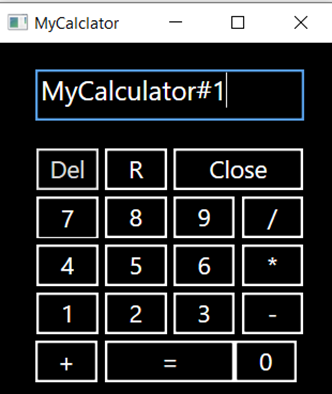 MyCalclator
MyCalculator#1
Del R Close
7 8 9 /
4 5 6 *
1 2 3 -
+ = 0